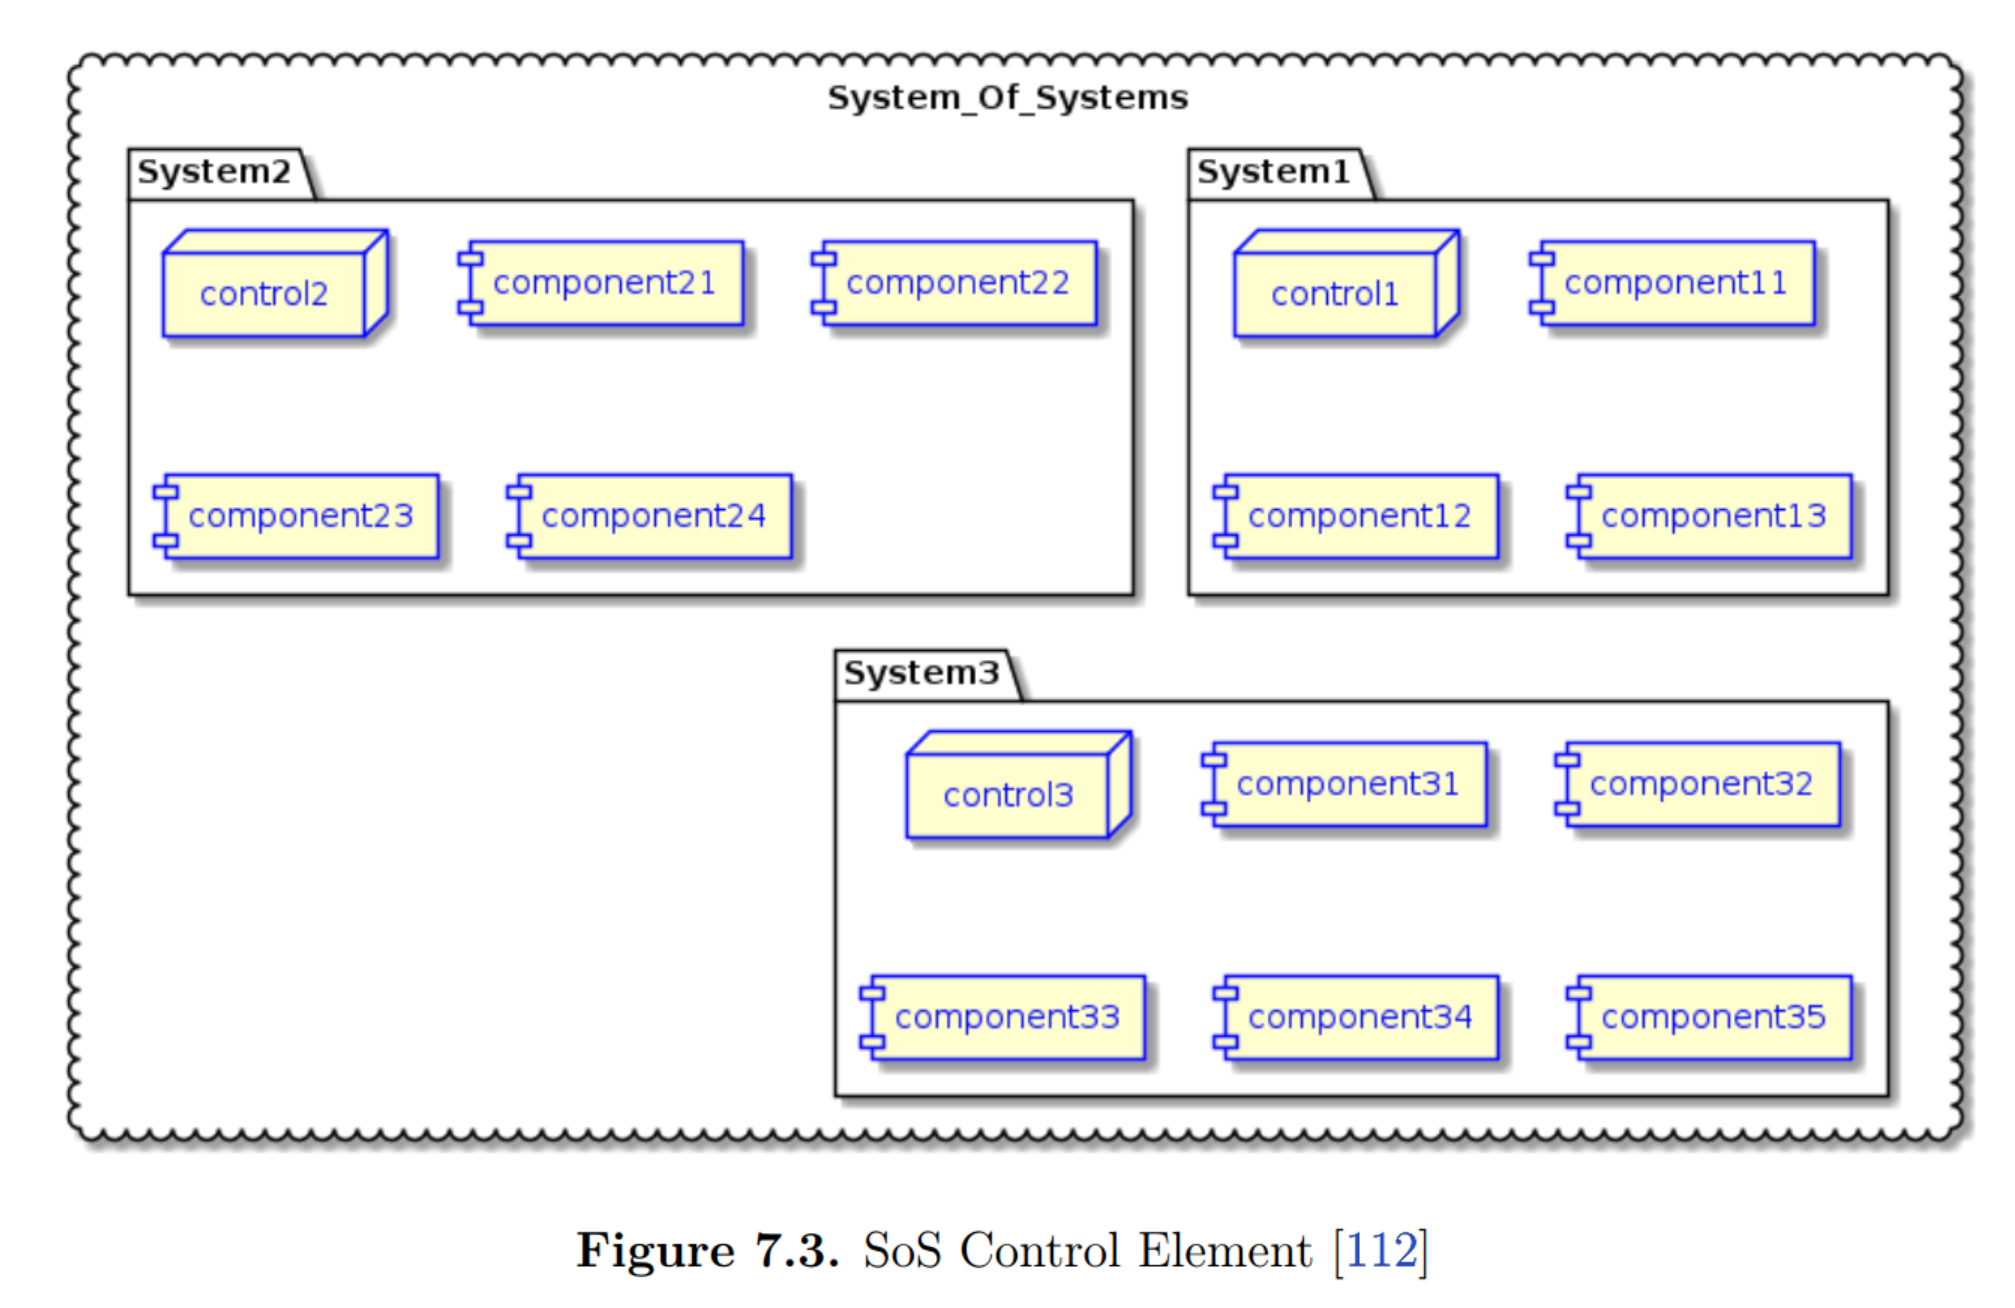 System_Of_Systems
System2
control2
component21
component22
component23
component24
System1
control1
component11
component12
component13
System3
control3
component31
component32
component33
component34
component35
Figure 7.3. SoS Control Element [112]